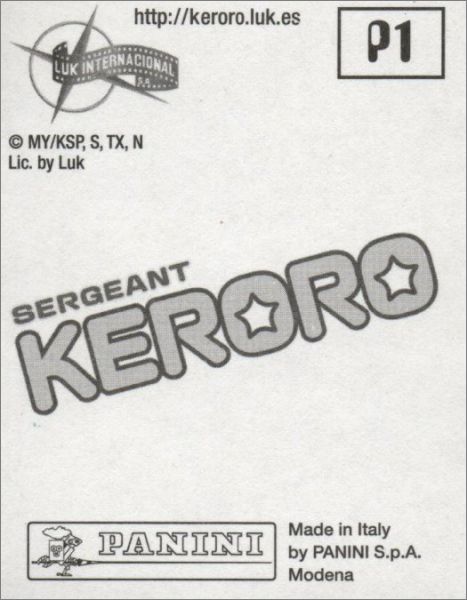 http://keroro.luk.es
P1
LUK INTERNACIONAL
S.A.
© MY/KSP, S, TX, N
Lic. by Luk
SERGEANT
KERORO
PANINI
Made in Italy
by PANINI S.p.A.
Modena